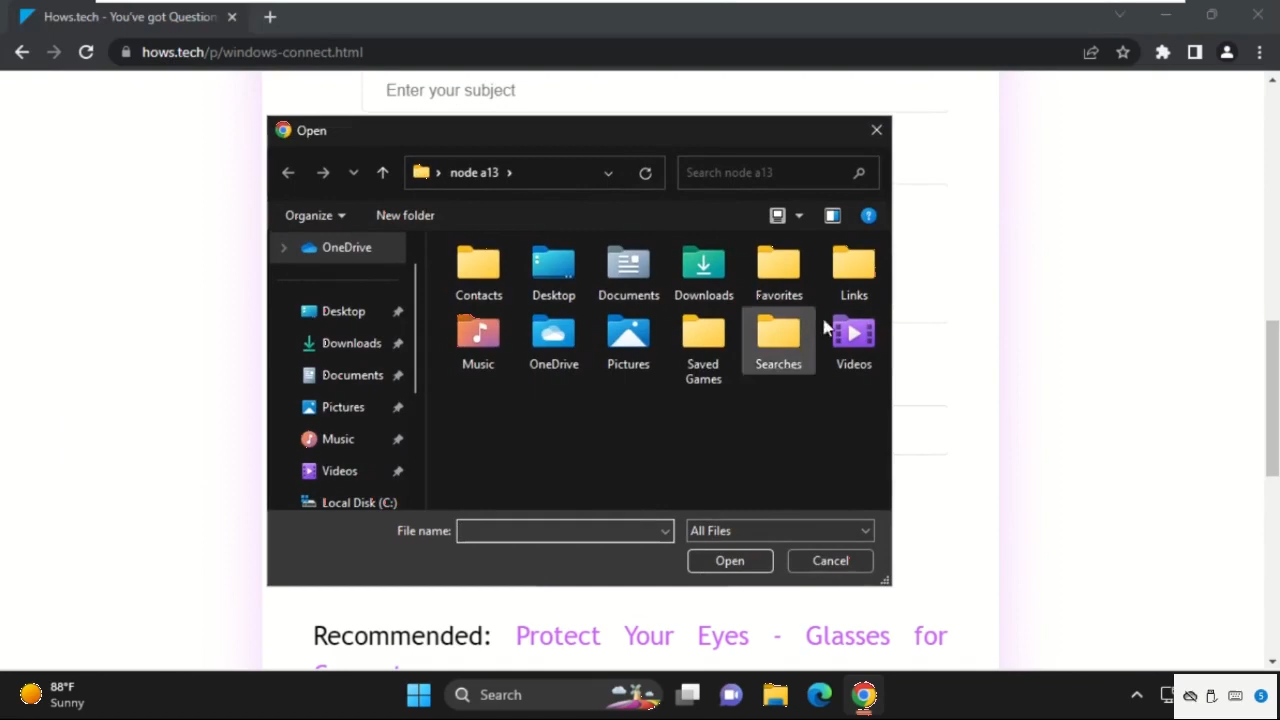 Hows.tech - You've got Question
hows.tech/p/windows-connect.html
Enter your subject
Open
node a13
Search node a13
Organize
New folder
OneDrive
Desktop
Downloads
Documents
Pictures
Music
Videos
Local Disk (C:)
Contacts
Desktop
Documents
Downloads
Favorites
Links
Music
OneDrive
Pictures
Saved Games
Searches
Videos
File name:
All Files
Open
Cancel
Recommended: Protect Your Eyes - Glasses for
88°F
Sunny
Search
5